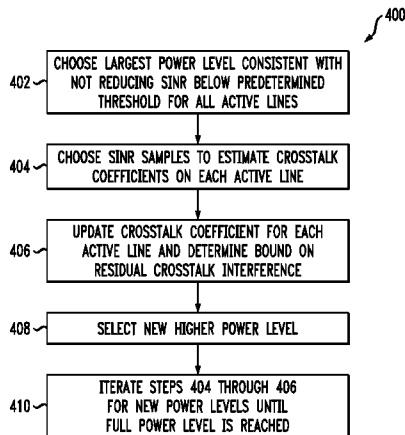 400
402
CHOOSE LARGEST POWER LEVEL CONSISTENT WITH
NOT REDUCING SINR BELOW PREDETERMINED
THRESHOLD FOR ALL ACTIVE LINES
404
CHOOSE SINR SAMPLES TO ESTIMATE CROSSTALK
COEFFICIENTS ON EACH ACTIVE LINE
406
UPDATE CROSSTALK COEFFICIENT FOR EACH
ACTIVE LINE AND DETERMINE BOUND ON
RESIDUAL CROSSTALK INTERFERENCE
408
SELECT NEW HIGHER POWER LEVEL
410
ITERATE STEPS 404 THROUGH 406
FOR NEW POWER LEVELS UNTIL
FULL POWER LEVEL IS REACHED